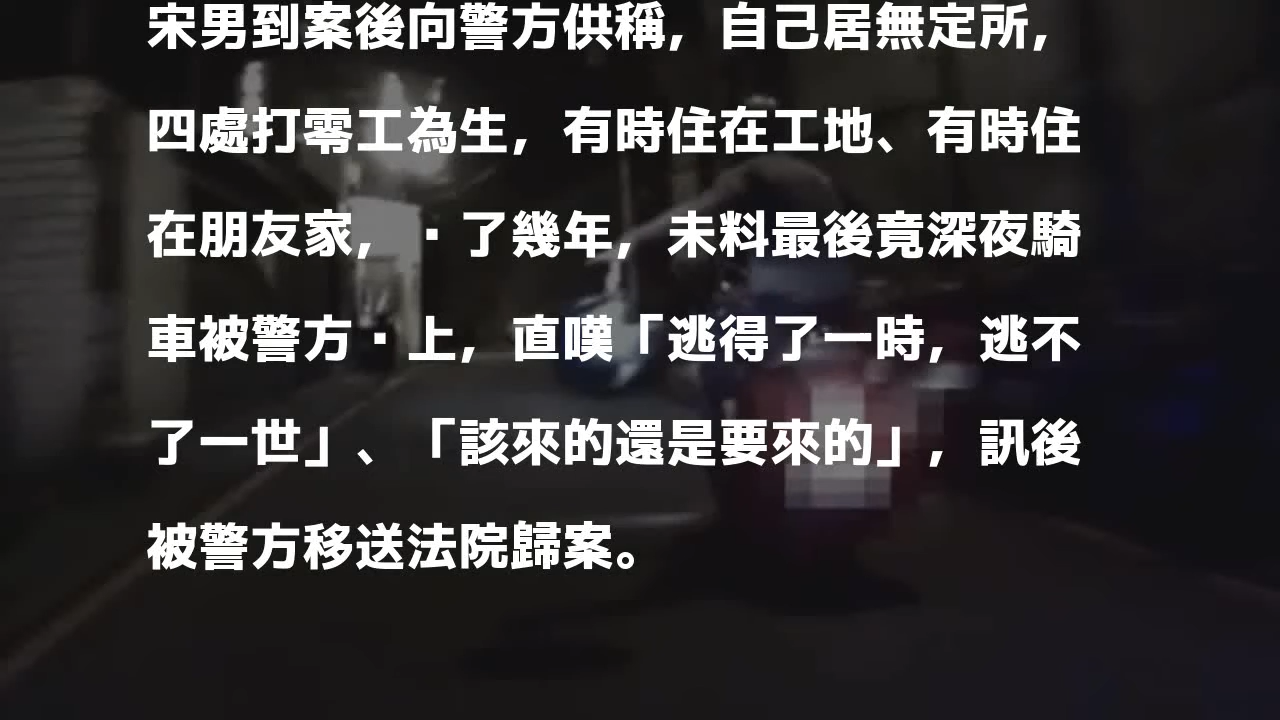 宋男到案後向警方供稱，自己居無定所，
四處打零工為生，有時住在工地、有時住
在朋友家，▪了幾年，未料最後竟深夜騎
車被警方▪上，直嘆「逃得了一時，逃不
了一世」、「該來的還是要來的」，訊後
被警方移送法院歸案。